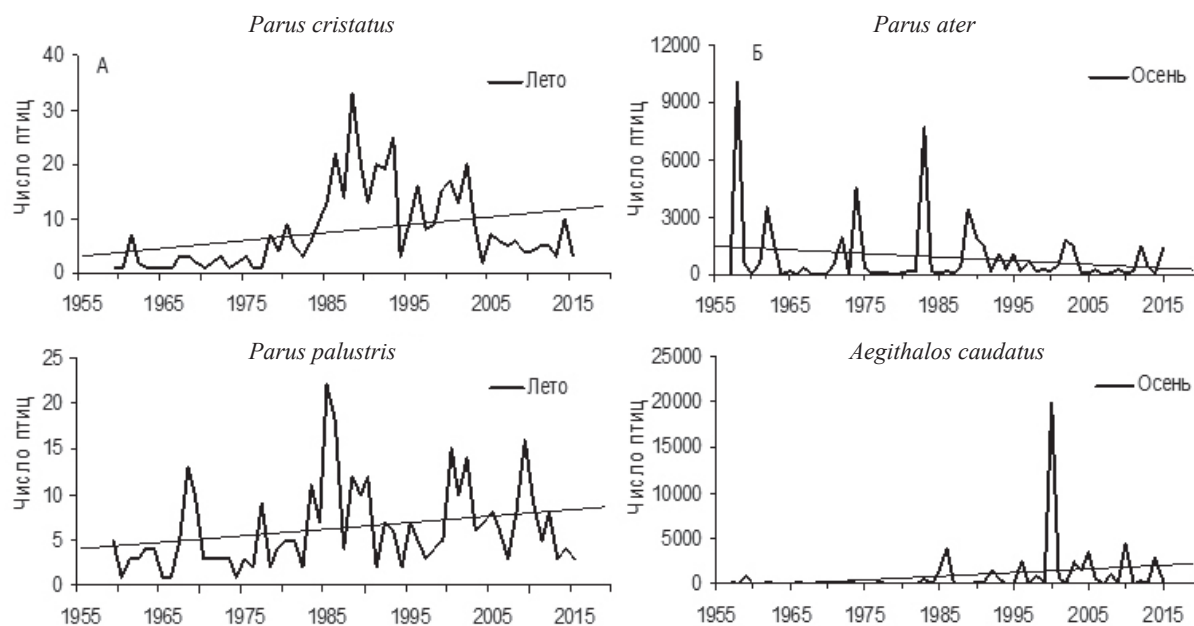 Parus cristatus
А
Лето
Число птиц
40
30
20
10
0
1955 1965 1975 1985 1995 2005 2015
Parus ater
Б
Осень
Число птиц
12000
9000
6000
3000
0
1955 1965 1975 1985 1995 2005 2015
Parus palustris
Лето
Число птиц
25
20
15
10
5
0
1955 1965 1975 1985 1995 2005 2015
Aegithalos caudatus
Осень
Число птиц
25000
20000
15000
10000
5000
0
1955 1965 1975 1985 1995 2005 2015